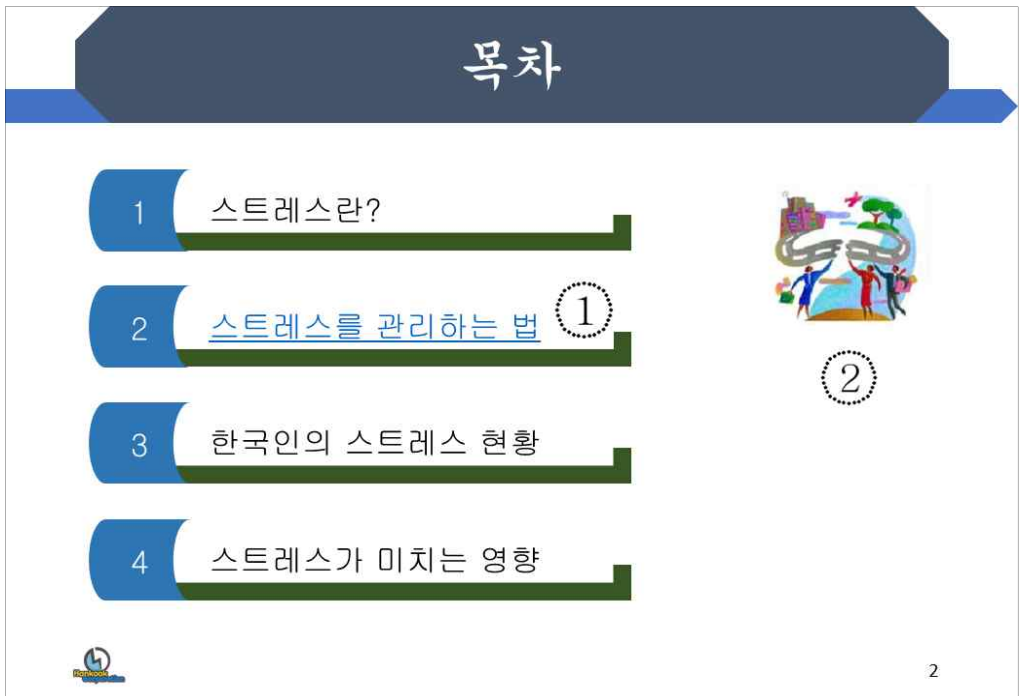 목차
1 스트레스란?
2 스트레스를 관리하는 법 ①
②
3 한국인의 스트레스 현황
4 스트레스가 미치는 영향
Hankook
2